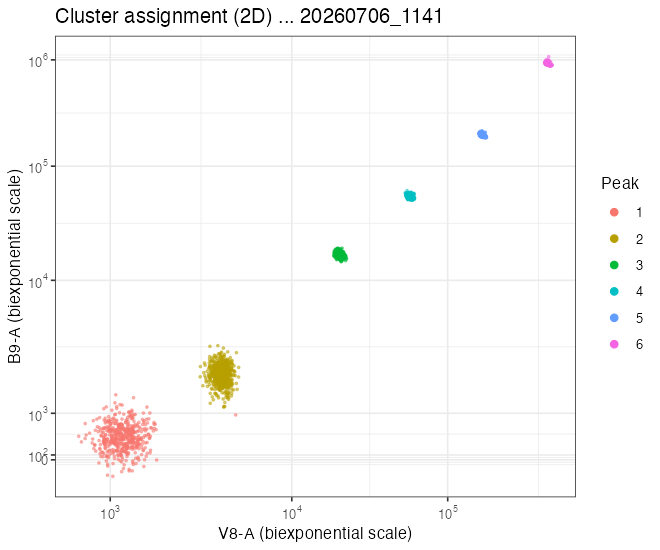 Cluster assignment (2D) ... 20260706_1141
B9-A (biexponential scale)
10⁶
10⁵
10⁴
10³
10²
0
10³ 10⁴ 10⁵
V8-A (biexponential scale)
Peak
1
2
3
4
5
6